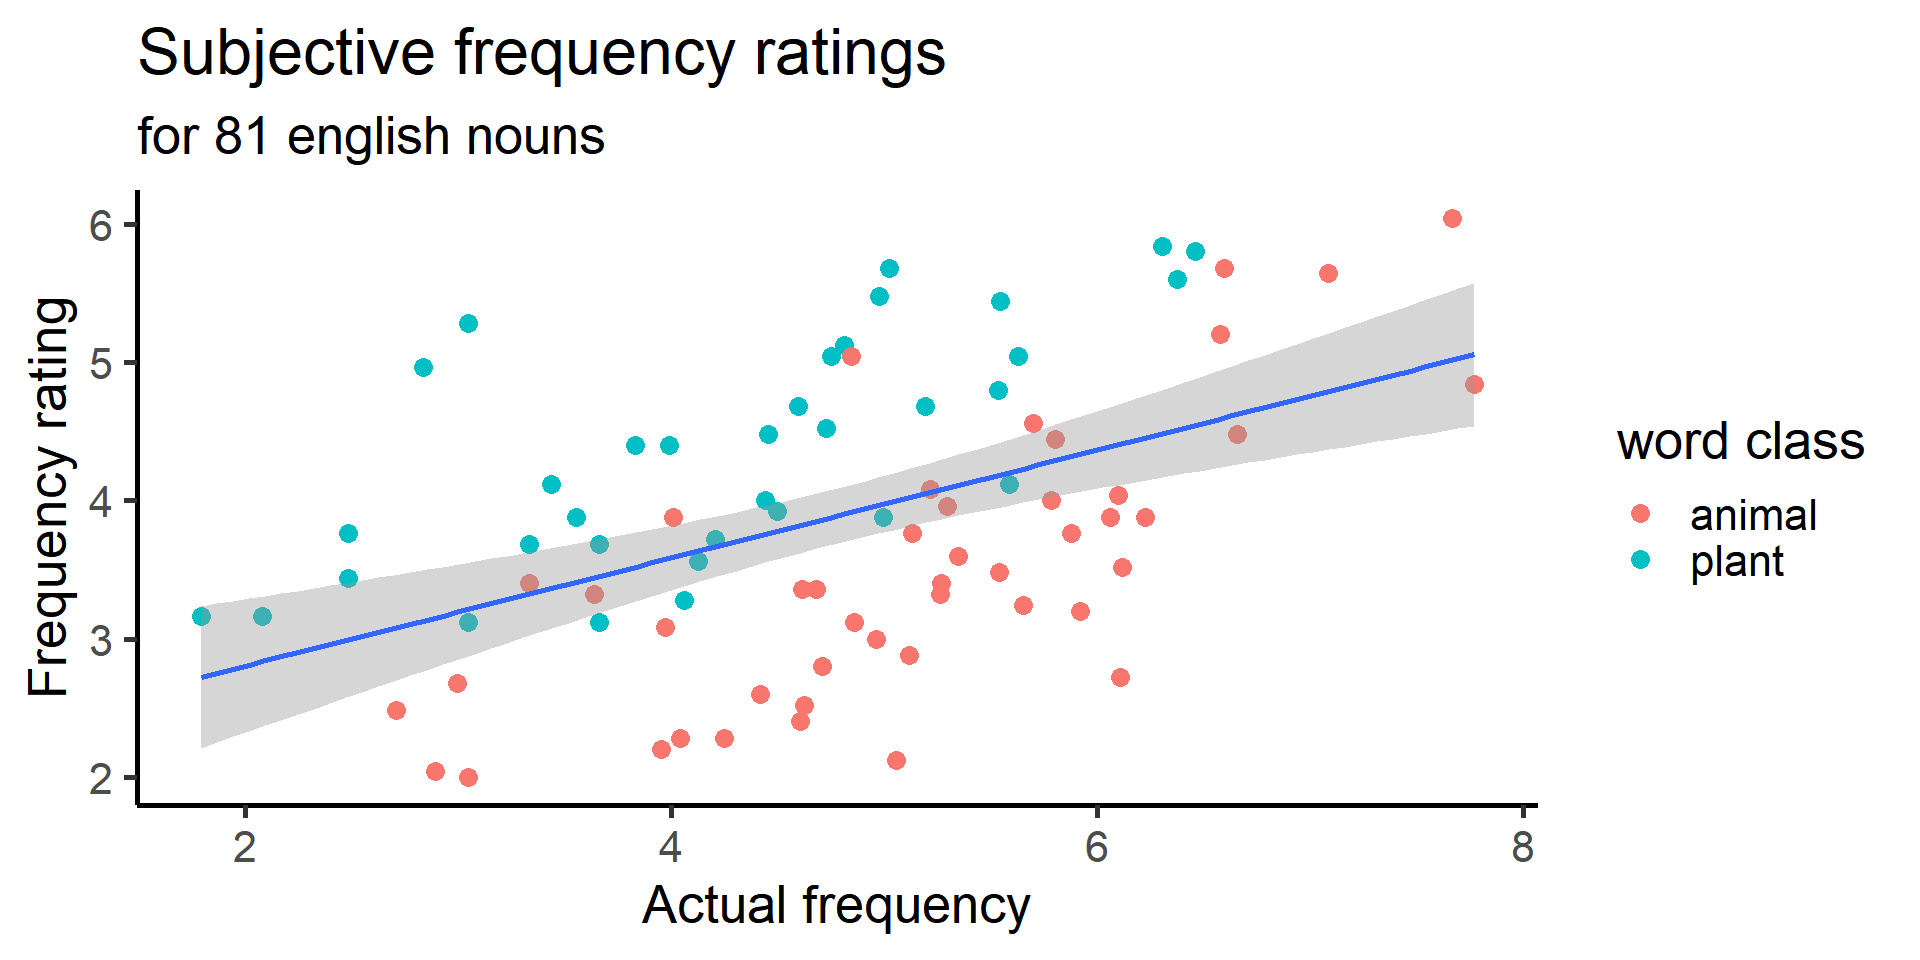 Subjective frequency ratings
for 81 english nouns
Frequency rating
6
5
4
3
2
2 4 6 8
Actual frequency
word class
animal
plant